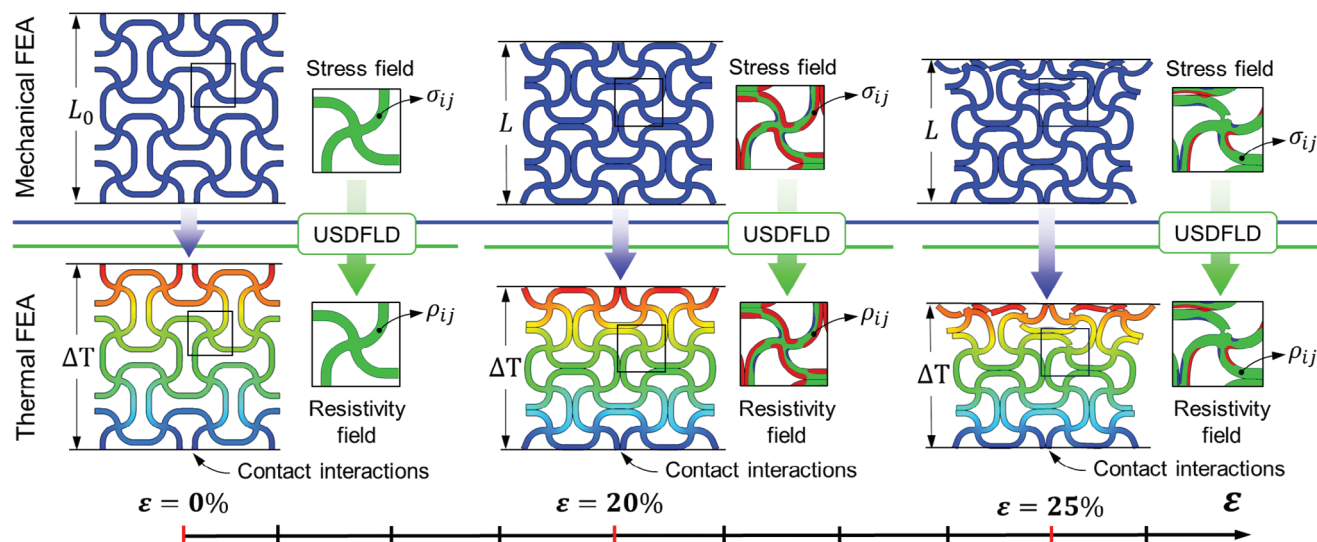 Mechanical FEA
L₀
Stress field
σᵢⱼ
L
Stress field
σᵢⱼ
L
Stress field
σᵢⱼ
USDFLD
USDFLD
USDFLD
Thermal FEA
ΔT
ρᵢⱼ
Resistivity
field
Contact interactions
ΔT
ρᵢⱼ
Resistivity
field
Contact interactions
ΔT
ρᵢⱼ
Resistivity
field
Contact interactions
ε = 0%
ε = 20%
ε = 25%
ε